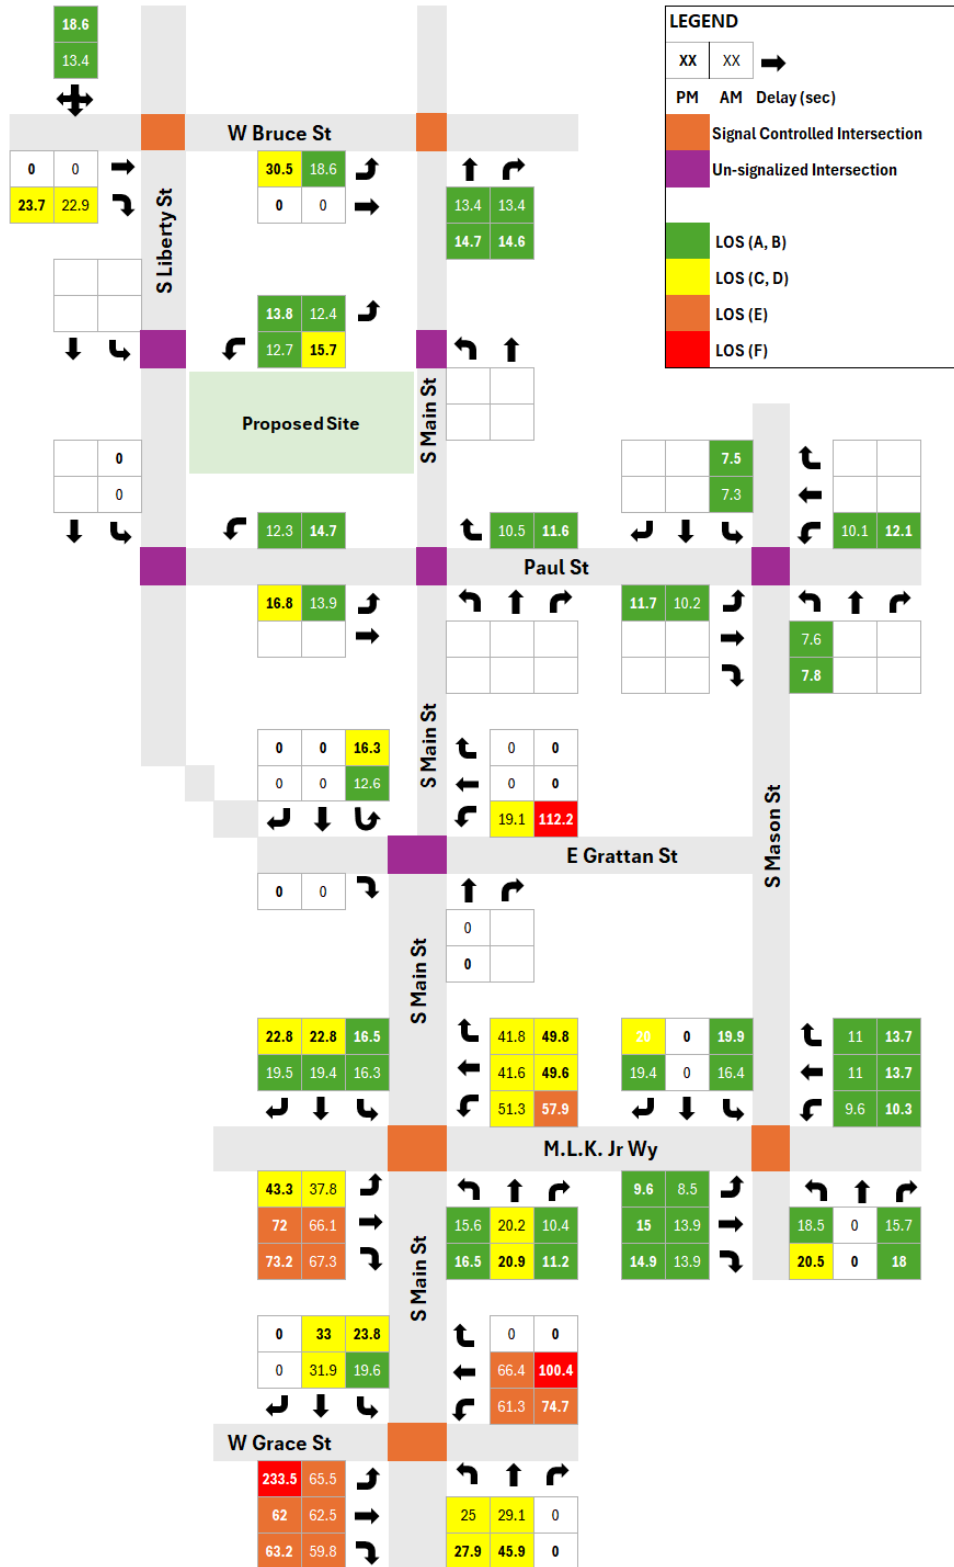 18.6
13.4
LEGEND
XX XX
PM AM Delay (sec)
Signal Controlled Intersection
Un-signalized Intersection
LOS (A, B)
LOS (C, D)
LOS (E)
LOS (F)
W Bruce St
0 0
23.7 22.9
S Liberty St
30.5 18.6
0 0
13.4 13.4
14.7 14.6
13.8 12.4
12.7 15.7
Proposed Site
S Main St
0
0
12.3 14.7
10.5 11.6
7.5
7.3
10.1 12.1
Paul St
16.8 13.9
11.7 10.2
7.6
7.8
S Main St
0 0 16.3
0 0 12.6
0 0
0 0
19.1 112.2
S Mason St
E Grattan St
0 0
0
0
S Main St
22.8 22.8 16.5
19.5 19.4 16.3
41.8 49.8
41.6 49.6
51.3 57.9
20 0 19.9
19.4 0 16.4
11 13.7
11 13.7
9.6 10.3
M.L.K. Jr Wy
43.3 37.8
72 66.1
73.2 67.3
S Main St
15.6 20.2 10.4
16.5 20.9 11.2
9.6 8.5
15 13.9
14.9 13.9
18.5 0 15.7
20.5 0 18
0 33 23.8
0 31.9 19.6
0 0
66.4 100.4
61.3 74.7
W Grace St
233.5 65.5
62 62.5
63.2 59.8
25 29.1 0
27.9 45.9 0